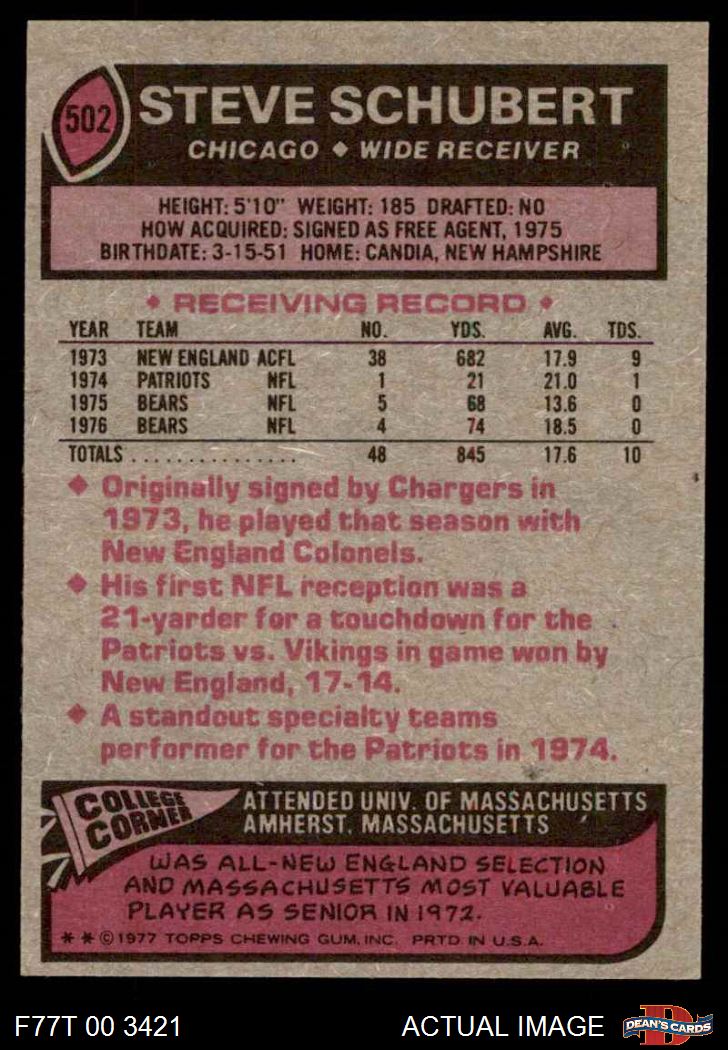 502
STEVE SCHUBERT
CHICAGO ◆ WIDE RECEIVER
HEIGHT: 5'10" WEIGHT: 185 DRAFTED: NO
HOW ACQUIRED: SIGNED AS FREE AGENT, 1975
BIRTHDATE: 3-15-51 HOME: CANDIA, NEW HAMPSHIRE
◆ RECEIVING RECORD ◆
YEAR TEAM NO. YDS. AVG. TDS.
1973 NEW ENGLAND ACFL 38 682 17.9 9
1974 PATRIOTS NFL 1 21 21.0 1
1975 BEARS NFL 5 68 13.6 0
1976 BEARS NFL 4 74 18.5 0
TOTALS . . . . . . . . . . . . . . . 48 845 17.6 10
◆ Originally signed by Chargers in
1973, he played that season with
New England Colonels.
◆ His first NFL reception was a
21-yarder for a touchdown for the
Patriots vs. Vikings in game won by
New England, 17-14.
◆ A standout specialty teams
performer for the Patriots in 1974.
COLLEGE
CORNER
ATTENDED UNIV. OF MASSACHUSETTS
AMHERST, MASSACHUSETTS
WAS ALL-NEW ENGLAND SELECTION
AND MASSACHUSETTS MOST VALUABLE
PLAYER AS SENIOR IN 1972.
* * © 1977 TOPPS CHEWING GUM, INC. PRTD IN U.S.A.
F77T 00 3421 ACTUAL IMAGE
D
DEAN'S CARDS